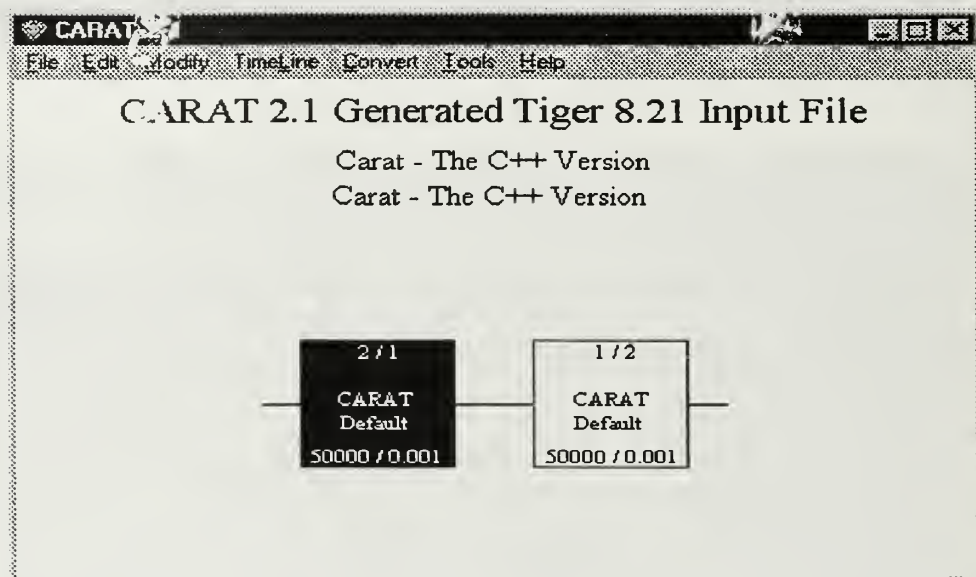 CARAT
File Edit Modify TimeLine Convert Tools Help
CARAT 2.1 Generated Tiger 8.21 Input File
Carat - The C++ Version
Carat - The C++ Version
2 / 1
CARAT
Default
50000 / 0.001
1 / 2
CARAT
Default
50000 / 0.001